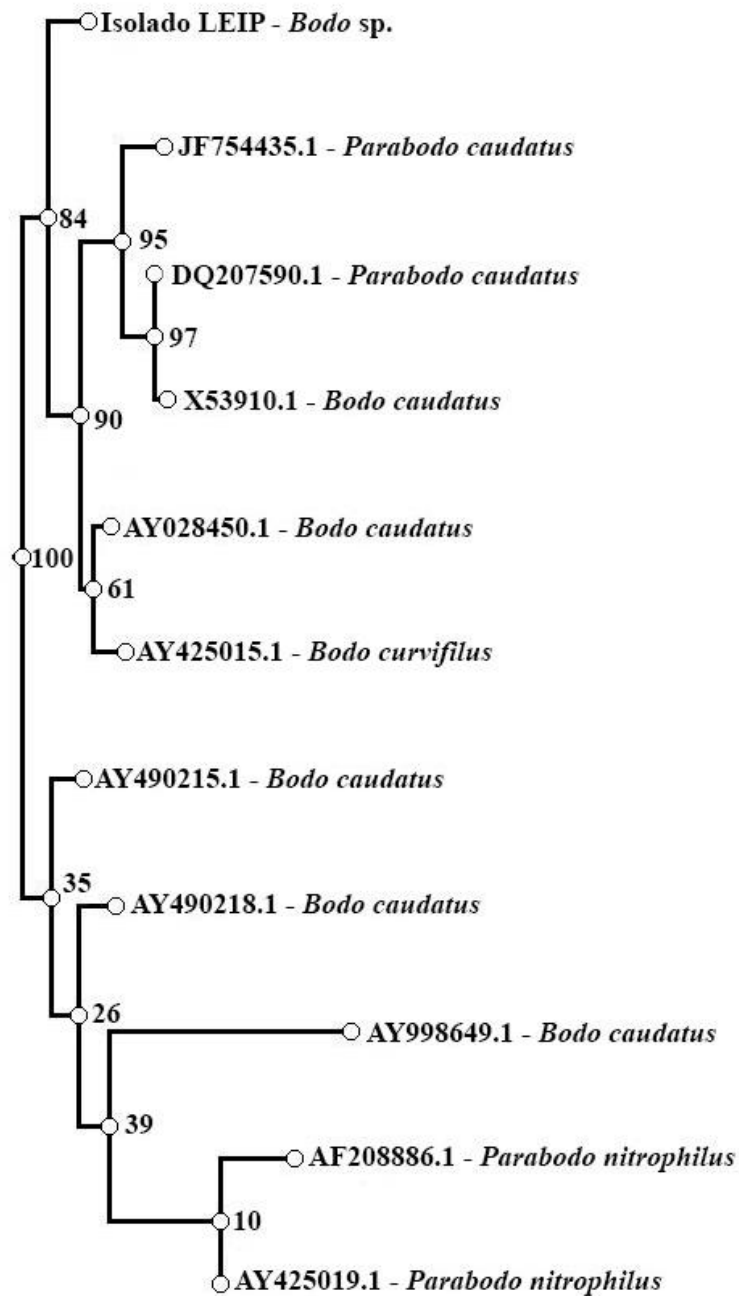 Isolado LEIP - Bodo sp.
JF754435.1 - Parabodo caudatus
84
95
DQ207590.1 - Parabodo caudatus
97
X53910.1 - Bodo caudatus
90
AY028450.1 - Bodo caudatus
100
61
AY425015.1 - Bodo curvifilus
AY490215.1 - Bodo caudatus
35
AY490218.1 - Bodo caudatus
26
AY998649.1 - Bodo caudatus
39
AF208886.1 - Parabodo nitrophilus
10
AY425019.1 - Parabodo nitrophilus